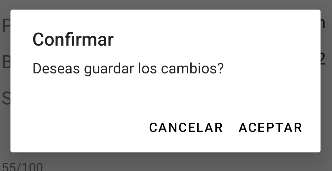 Confirmar
Deseas guardar los cambios?
CANCELAR ACEPTAR
55/100